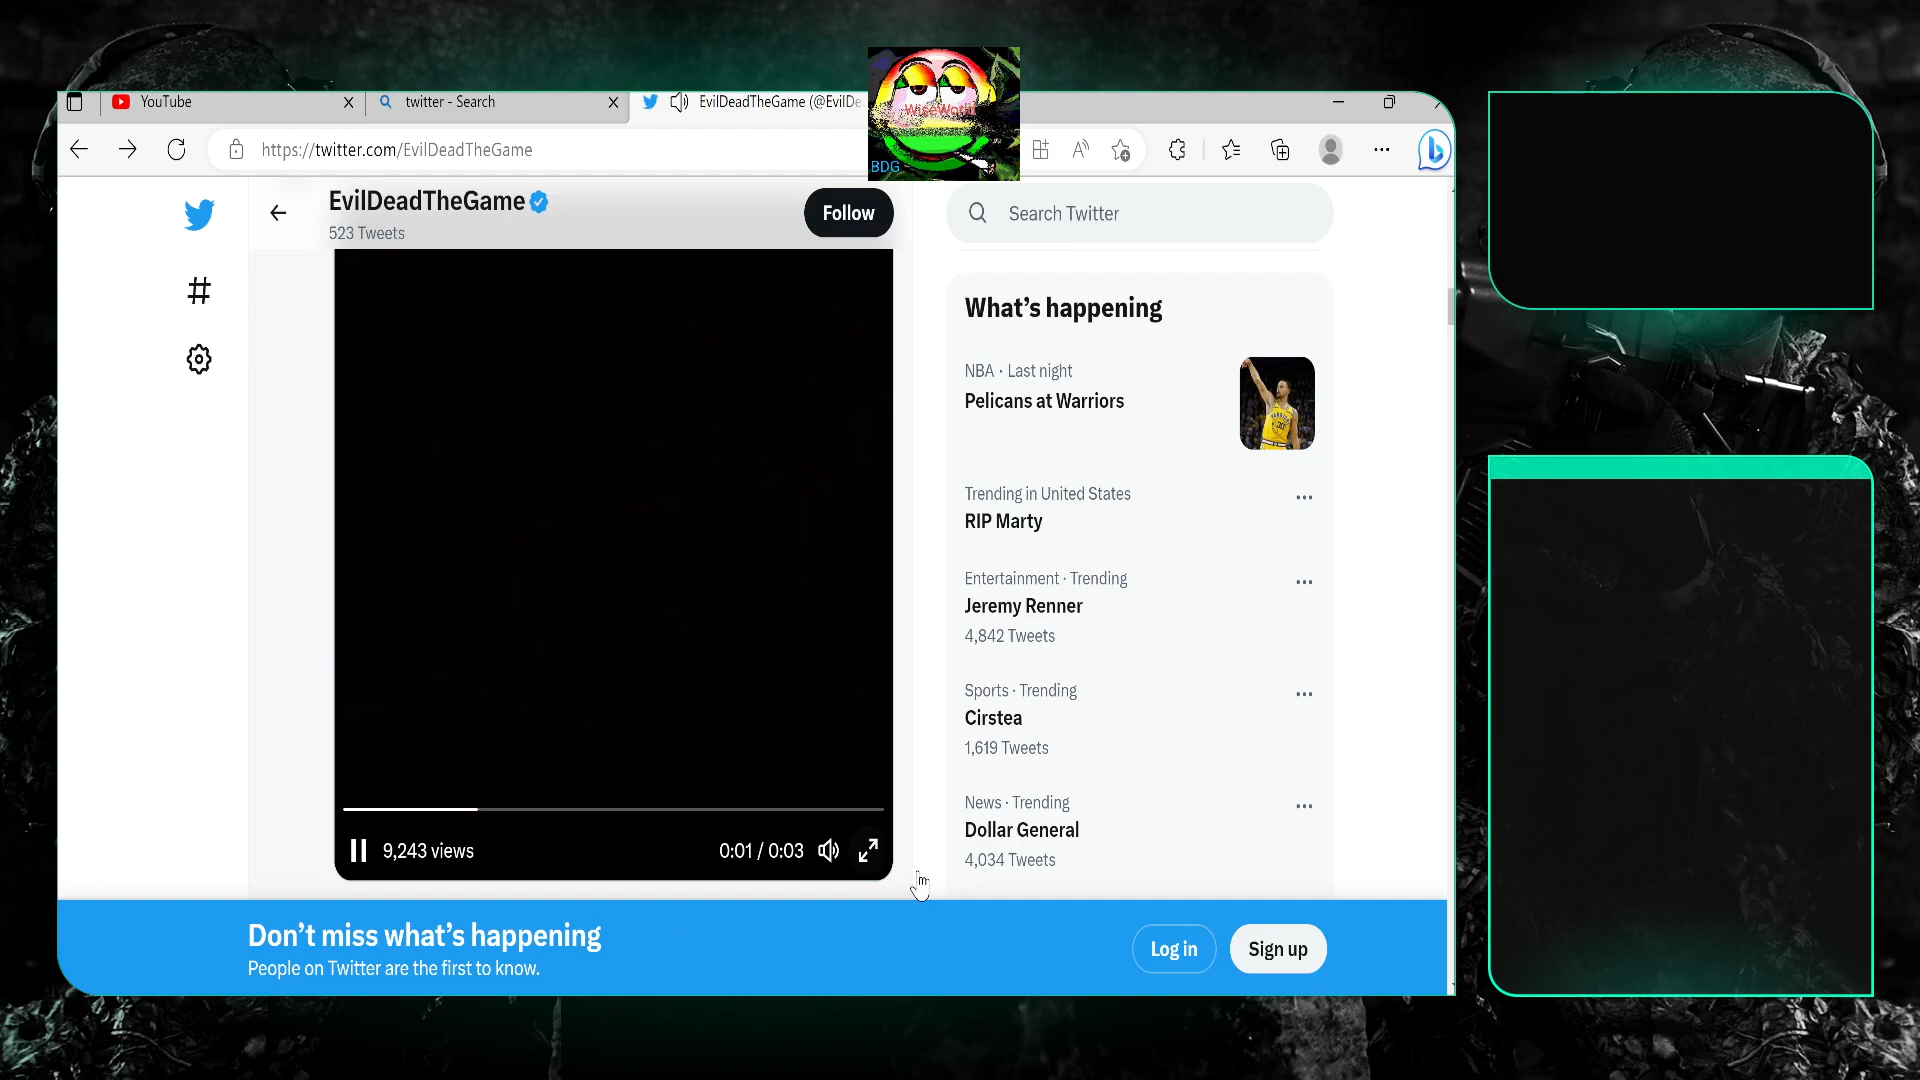 YouTube
twitter - Search
EvilDeadTheGame (@EvilDe
WiseWorld
BDG
https://twitter.com/EvilDeadTheGame
EvilDeadTheGame
523 Tweets
Follow
Search Twitter
What's happening
NBA · Last night
Pelicans at Warriors
Trending in United States
RIP Marty
Entertainment · Trending
Jeremy Renner
4,842 Tweets
Sports · Trending
Cirstea
1,619 Tweets
News · Trending
Dollar General
4,034 Tweets
9,243 views
0:01 / 0:03
Don't miss what's happening
People on Twitter are the first to know.
Log in
Sign up